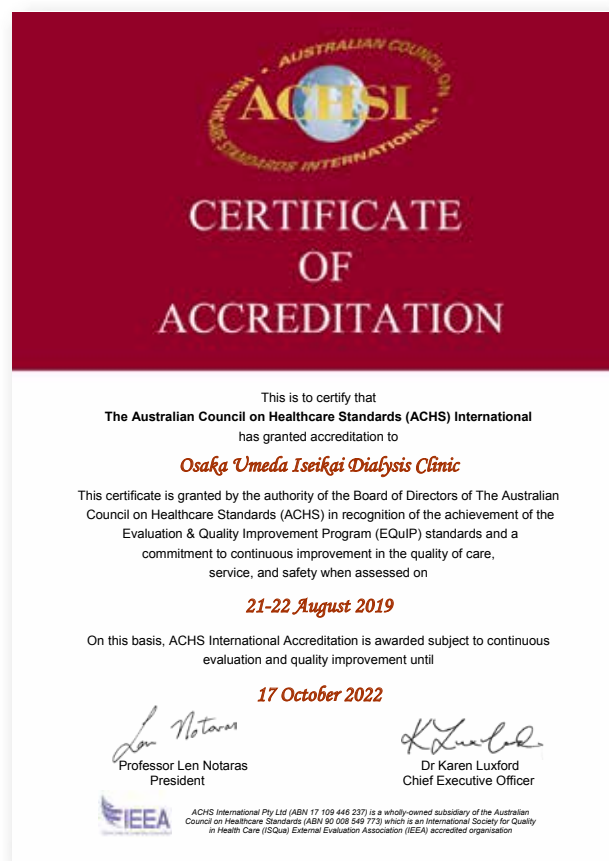 • AUSTRALIAN COUNCIL ON •
HEALTHCARE STANDARDS INTERNATIONAL
ACHSI
CERTIFICATE
OF
ACCREDITATION
This is to certify that
The Australian Council on Healthcare Standards (ACHS) International
has granted accreditation to
Osaka Umeda Iseikai Dialysis Clinic
This certificate is granted by the authority of the Board of Directors of The Australian
Council on Healthcare Standards (ACHS) in recognition of the achievement of the
Evaluation & Quality Improvement Program (EQuIP) standards and a
commitment to continuous improvement in the quality of care,
service, and safety when assessed on
21-22 August 2019
On this basis, ACHS International Accreditation is awarded subject to continuous
evaluation and quality improvement until
17 October 2022
Len Notaras
K Luxford
Professor Len Notaras
President
Dr Karen Luxford
Chief Executive Officer
IEEA
ACHS International Pty Ltd (ABN 17 109 446 237) is a wholly-owned subsidiary of the Australian
Council on Healthcare Standards (ABN 90 008 549 773) which is an International Society for Quality
in Health Care (ISQua) External Evaluation Association (IEEA) accredited organisation